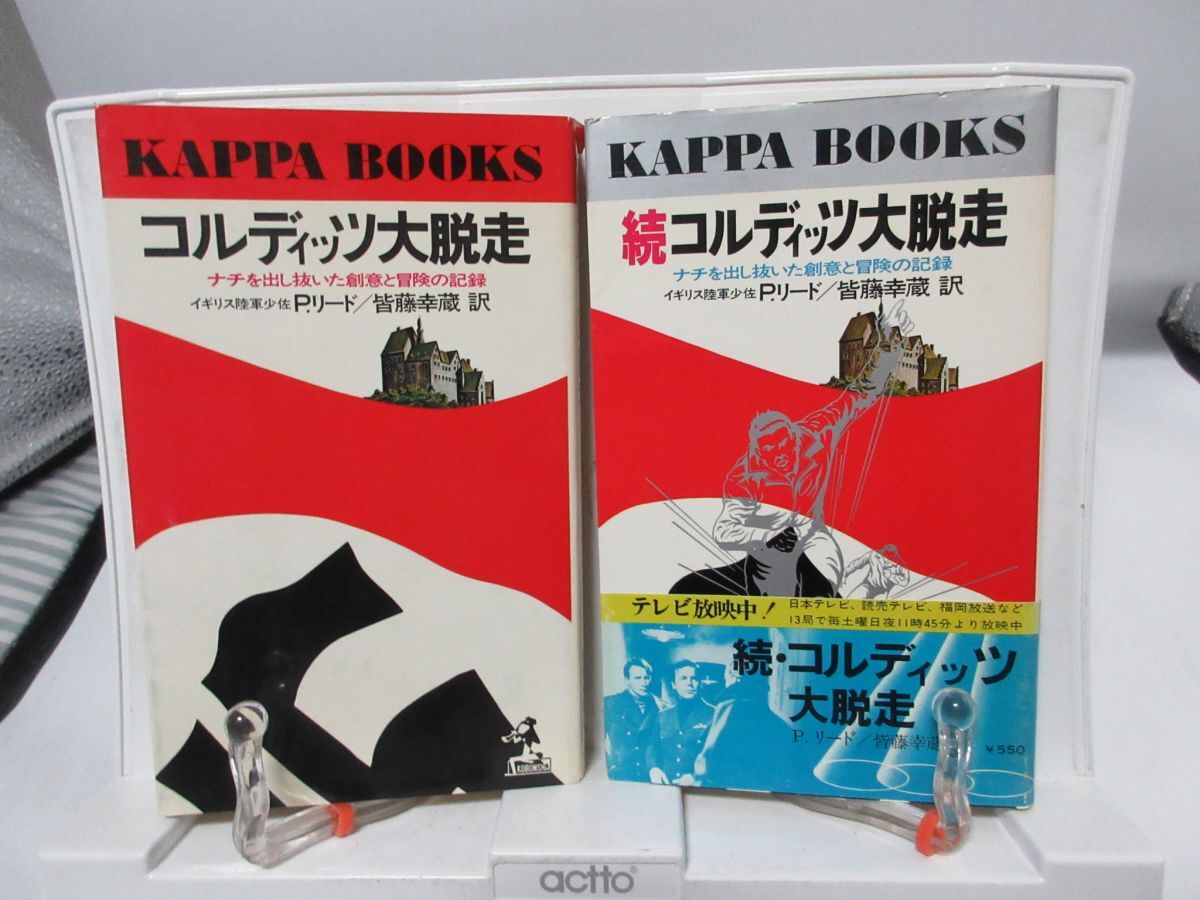 KAPPA BOOKS
コルディッツ大脱走
ナチを出し抜いた創意と冒険の記録
イギリス陸軍少佐 P.リード／皆藤幸蔵 訳
KOBUNSHA
KAPPA BOOKS
続コルディッツ大脱走
ナチを出し抜いた創意と冒険の記録
イギリス陸軍少佐 P.リード／皆藤幸蔵 訳
テレビ放映中！
日本テレビ、読売テレビ、福岡放送など
13局で毎土曜日夜11時45分より放映中
続・コルディッツ
大脱走
P. リード／皆藤幸蔵
￥550
actto